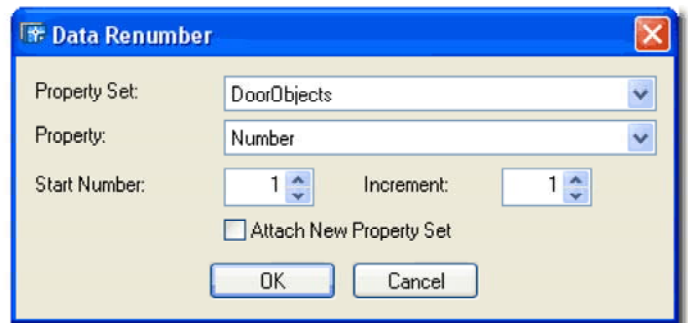 Data Renumber
Property Set: DoorObjects
Property: Number
Start Number: 1 Increment: 1
Attach New Property Set
OK Cancel